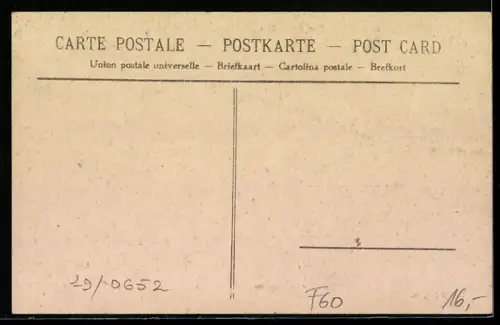 CARTE POSTALE — POSTKARTE — POST CARD
Union postale universelle — Briefkaart — Cartolina postale — Brefkort
29/0652
F60
16,-